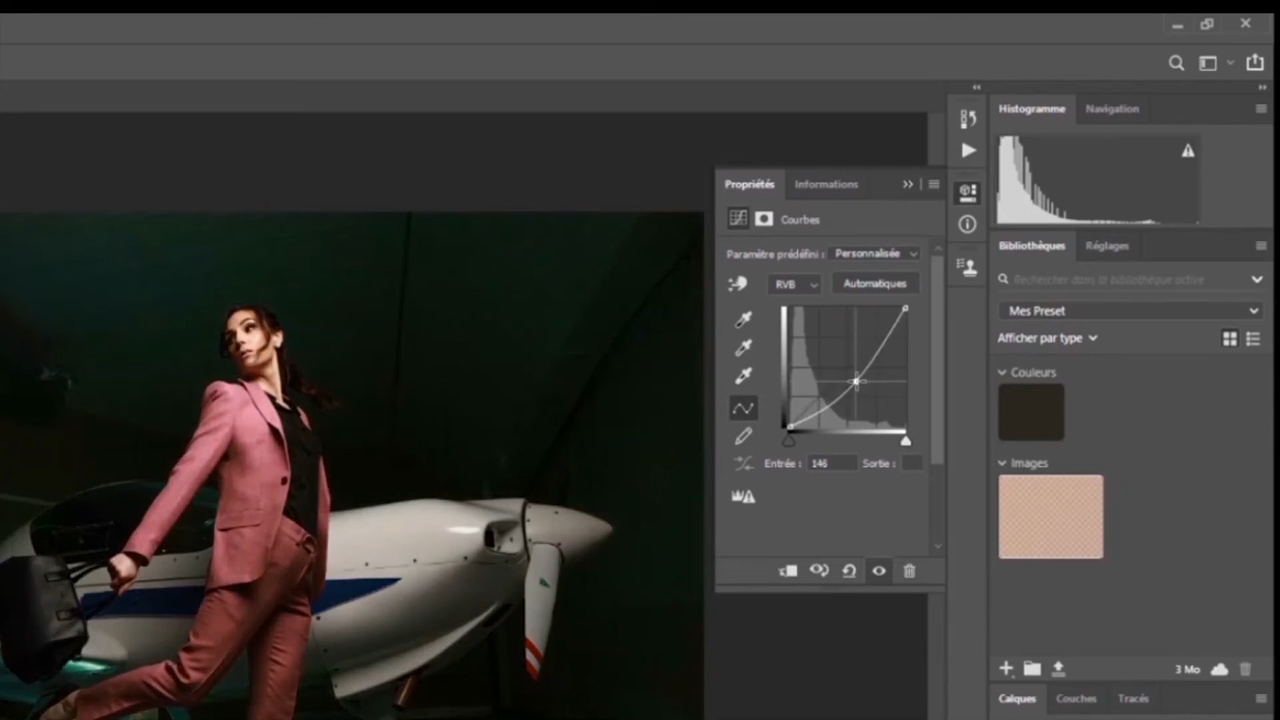 Histogramme Navigation
Propriétés Informations
Courbes
Paramètre prédéfini : Personnalisée
RVB Automatiques
Entrée : 146 Sortie :
Bibliothèques Réglages
Rechercher dans la bibliothèque active
Mes Preset
Afficher par type
Couleurs
Images
3 Mo
Calques Couches Tracés